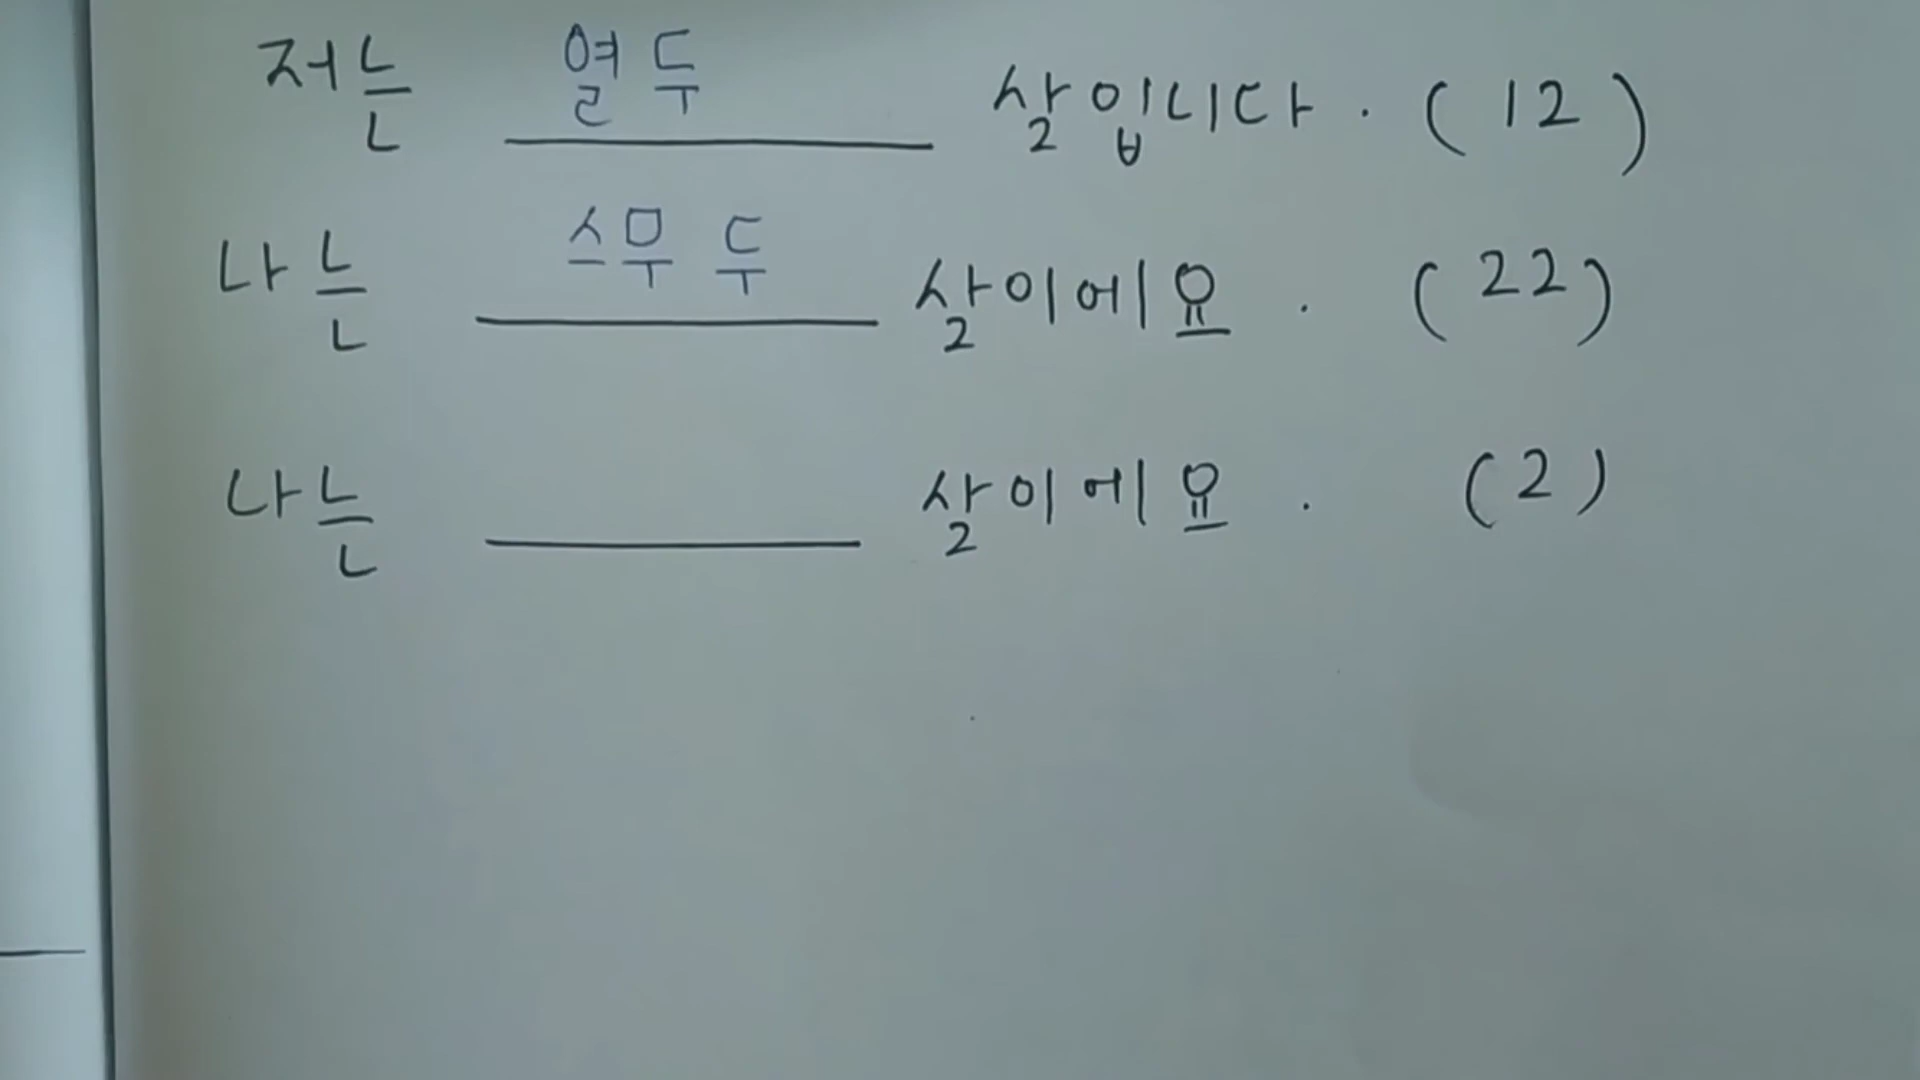 저는 열두 살입니다. (12)
나는 스무 두 살이에요. (22)
나는 ______ 살이에요. (2)